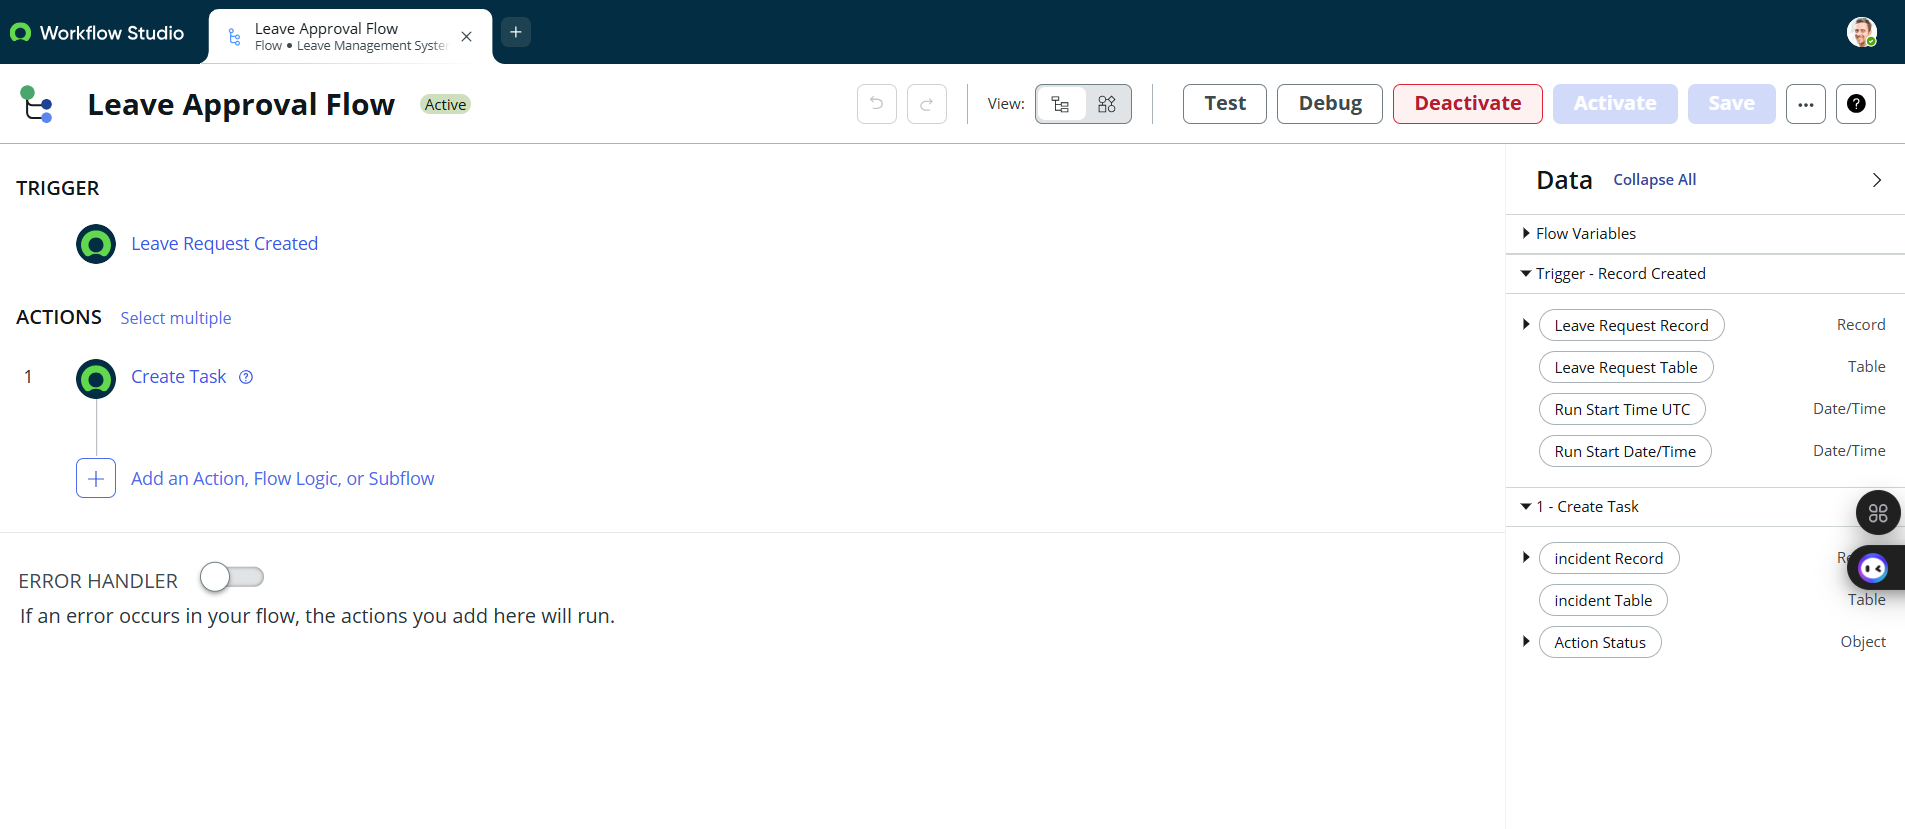 Workflow Studio
Leave Approval Flow
Flow • Leave Management Syste
Leave Approval Flow
Active
View:
Test
Debug
Deactivate
Activate
Save
TRIGGER
Leave Request Created
ACTIONS
Select multiple
1
Create Task
Add an Action, Flow Logic, or Subflow
ERROR HANDLER
If an error occurs in your flow, the actions you add here will run.
Data
Collapse All
Flow Variables
Trigger - Record Created
Leave Request Record Record
Leave Request Table Table
Run Start Time UTC Date/Time
Run Start Date/Time Date/Time
1 - Create Task
incident Record
incident Table Table
Action Status Object